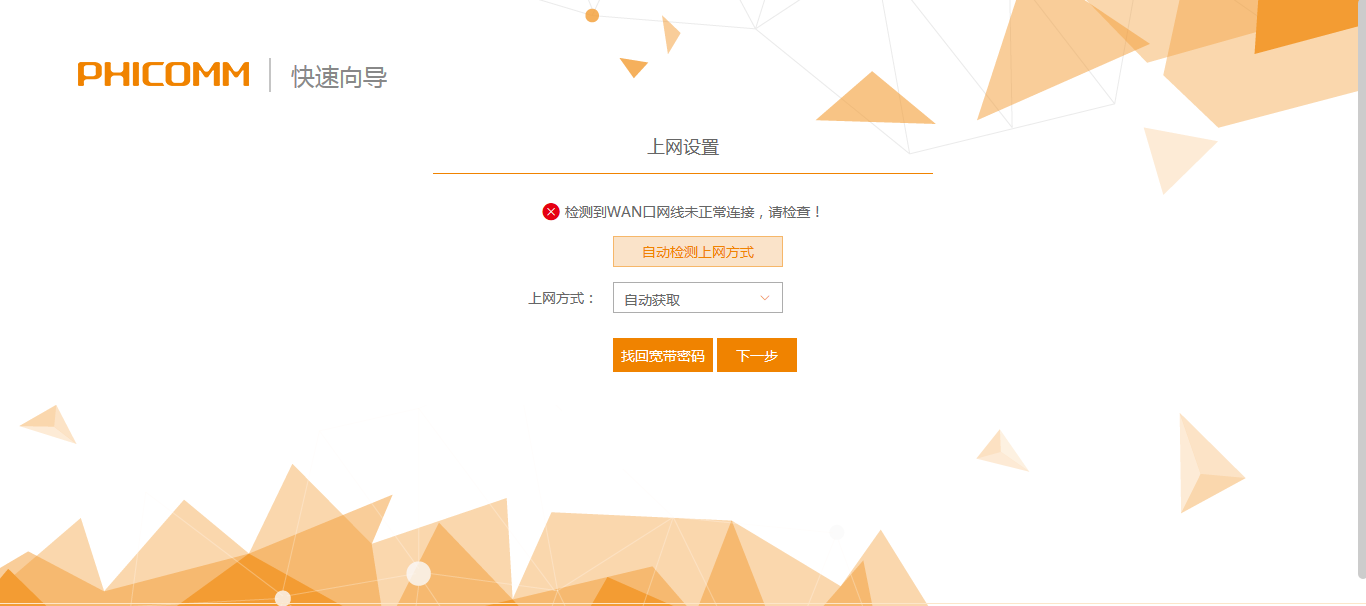 PHICOMM 快速向导
上网设置
检测到WAN口网线未正常连接，请检查！
自动检测上网方式
上网方式： 自动获取
找回宽带密码 下一步